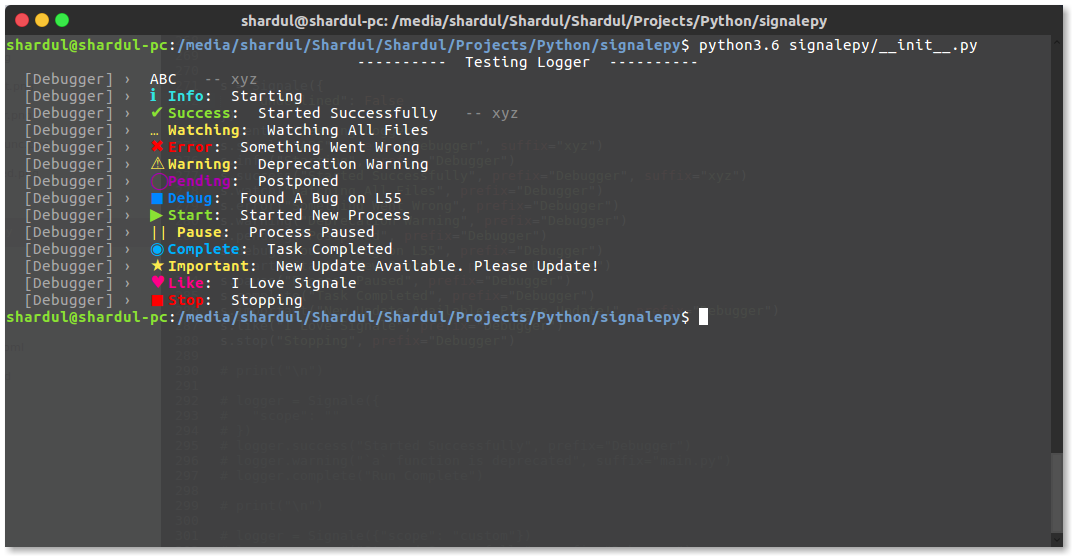 shardul@shardul-pc: /media/shardul/Shardul/Shardul/Projects/Python/signalepy
shardul@shardul-pc:/media/shardul/Shardul/Shardul/Projects/Python/signalepy$ python3.6 signalepy/__init__.py
---------- Testing Logger ----------
[Debugger] › ABC -- xyz
[Debugger] › ℹ Info: Starting
[Debugger] › ✔ Success: Started Successfully -- xyz
[Debugger] › … Watching: Watching All Files
[Debugger] › ✖ Error: Something Went Wrong
[Debugger] › ⚠ Warning: Deprecation Warning
[Debugger] › ◯ Pending: Postponed
[Debugger] › ■ Debug: Found A Bug on L55
[Debugger] › ▶ Start: Started New Process
[Debugger] › || Pause: Process Paused
[Debugger] › ◉ Complete: Task Completed
[Debugger] › ★ Important: New Update Available. Please Update!
[Debugger] › ♥ Like: I Love Signale
[Debugger] › ■ Stop: Stopping
shardul@shardul-pc:/media/shardul/Shardul/Shardul/Projects/Python/signalepy$
s.stop("Stopping", prefix="Debugger")